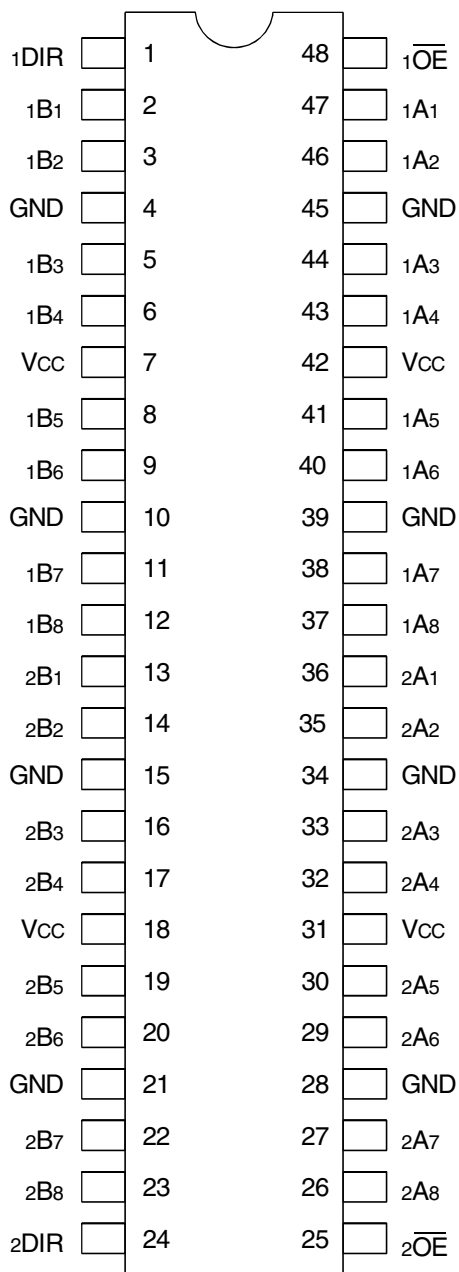 1DIR 1 48 1O̅E̅
1B1 2 47 1A1
1B2 3 46 1A2
GND 4 45 GND
1B3 5 44 1A3
1B4 6 43 1A4
VCC 7 42 VCC
1B5 8 41 1A5
1B6 9 40 1A6
GND 10 39 GND
1B7 11 38 1A7
1B8 12 37 1A8
2B1 13 36 2A1
2B2 14 35 2A2
GND 15 34 GND
2B3 16 33 2A3
2B4 17 32 2A4
VCC 18 31 VCC
2B5 19 30 2A5
2B6 20 29 2A6
GND 21 28 GND
2B7 22 27 2A7
2B8 23 26 2A8
2DIR 24 25 2O̅E̅